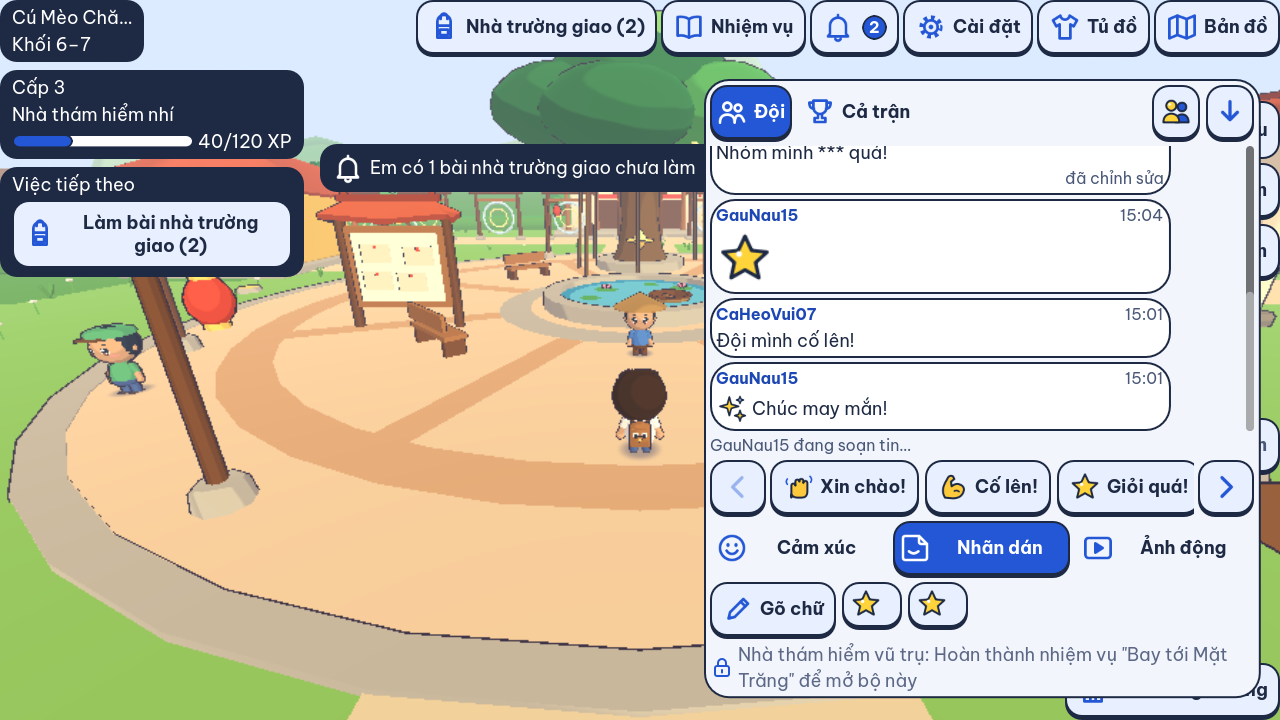 Cú Mèo Chă...
Khối 6–7
Nhà trường giao (2)
Nhiệm vụ
2
Cài đặt
Tủ đồ
Bản đồ
Cấp 3
Nhà thám hiểm nhí
40/120 XP
Việc tiếp theo
Làm bài nhà trường
giao (2)
Em có 1 bài nhà trường giao chưa làm
Đội
Cả trận
Nhóm mình *** quá!
đã chỉnh sửa
GauNau15
15:04
CaHeoVui07
15:01
Đội mình cố lên!
GauNau15
15:01
Chúc may mắn!
GauNau15 đang soạn tin...
Xin chào!
Cố lên!
Giỏi quá!
Cảm xúc
Nhãn dán
Ảnh động
Gõ chữ
Nhà thám hiểm vũ trụ: Hoàn thành nhiệm vụ "Bay tới Mặt
Trăng" để mở bộ này